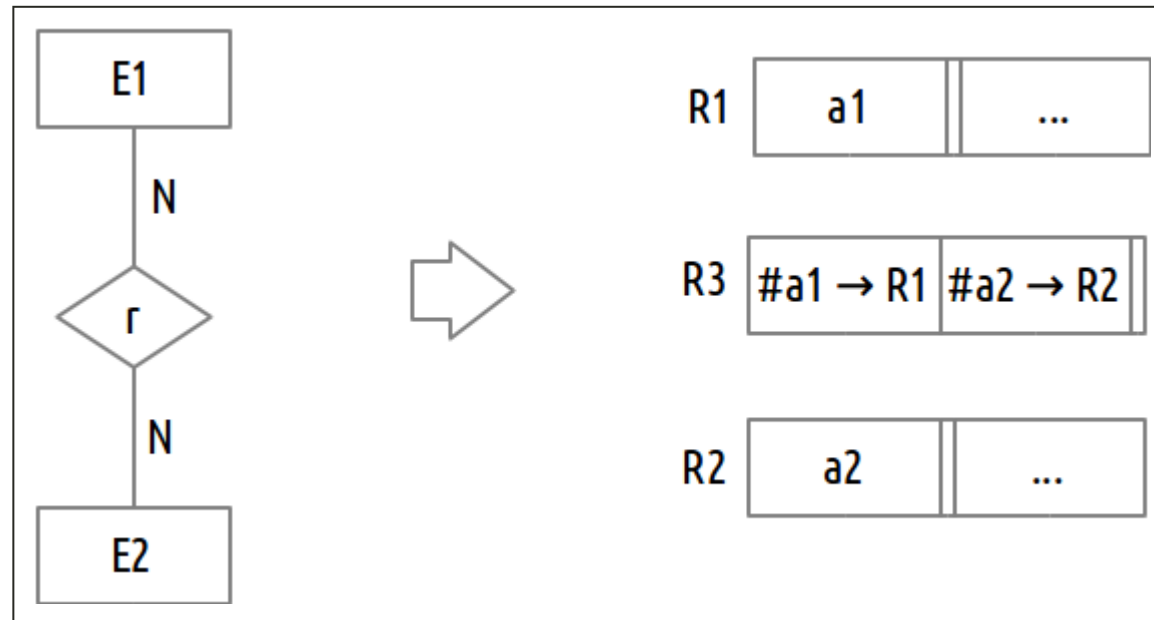 E1
N
r
N
E2
R1 a1 ...
R3 #a1 → R1 #a2 → R2
R2 a2 ...